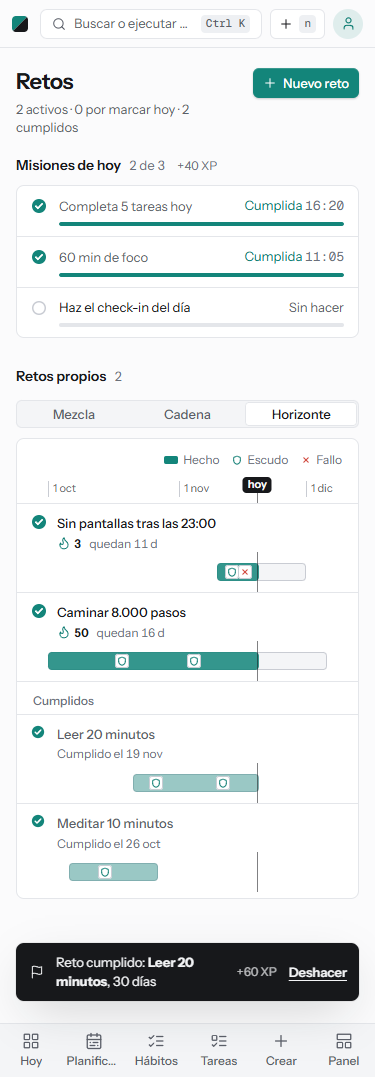 Buscar o ejecutar ... Ctrl K n
Retos
Nuevo reto
2 activos · 0 por marcar hoy · 2
cumplidos
Misiones de hoy 2 de 3 +40 XP
Completa 5 tareas hoy Cumplida 16:20
60 min de foco Cumplida 11:05
Haz el check-in del día Sin hacer
Retos propios 2
Mezcla Cadena Horizonte
Hecho Escudo Fallo
1 oct 1 nov hoy 1 dic
Sin pantallas tras las 23:00
3 quedan 11 d
Caminar 8.000 pasos
50 quedan 16 d
Cumplidos
Leer 20 minutos
Cumplido el 19 nov
Meditar 10 minutos
Cumplido el 26 oct
Reto cumplido: Leer 20
minutos, 30 días
+60 XP Deshacer
Hoy Planific... Hábitos Tareas Crear Panel